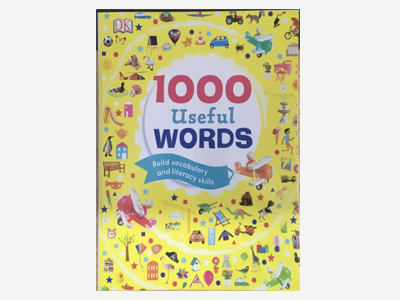 DK
1000
Useful
WORDS
Build vocabulary
and literacy skills